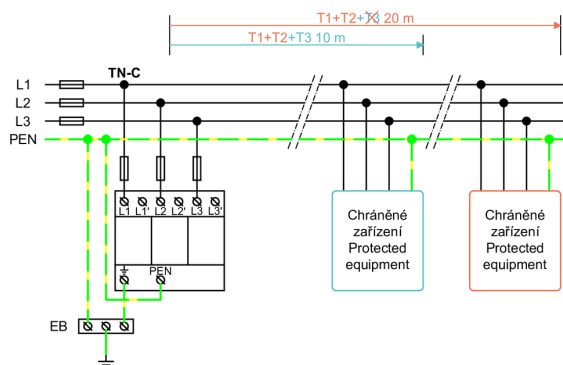 T1+T2+T3 20 m
T1+T2+T3 10 m
TN-C
L1
L2
L3
PEN
L1 L1' L2 L2' L3 L3'
PEN
EB
Chráněné
zařízení
Protected
equipment
Chráněné
zařízení
Protected
equipment